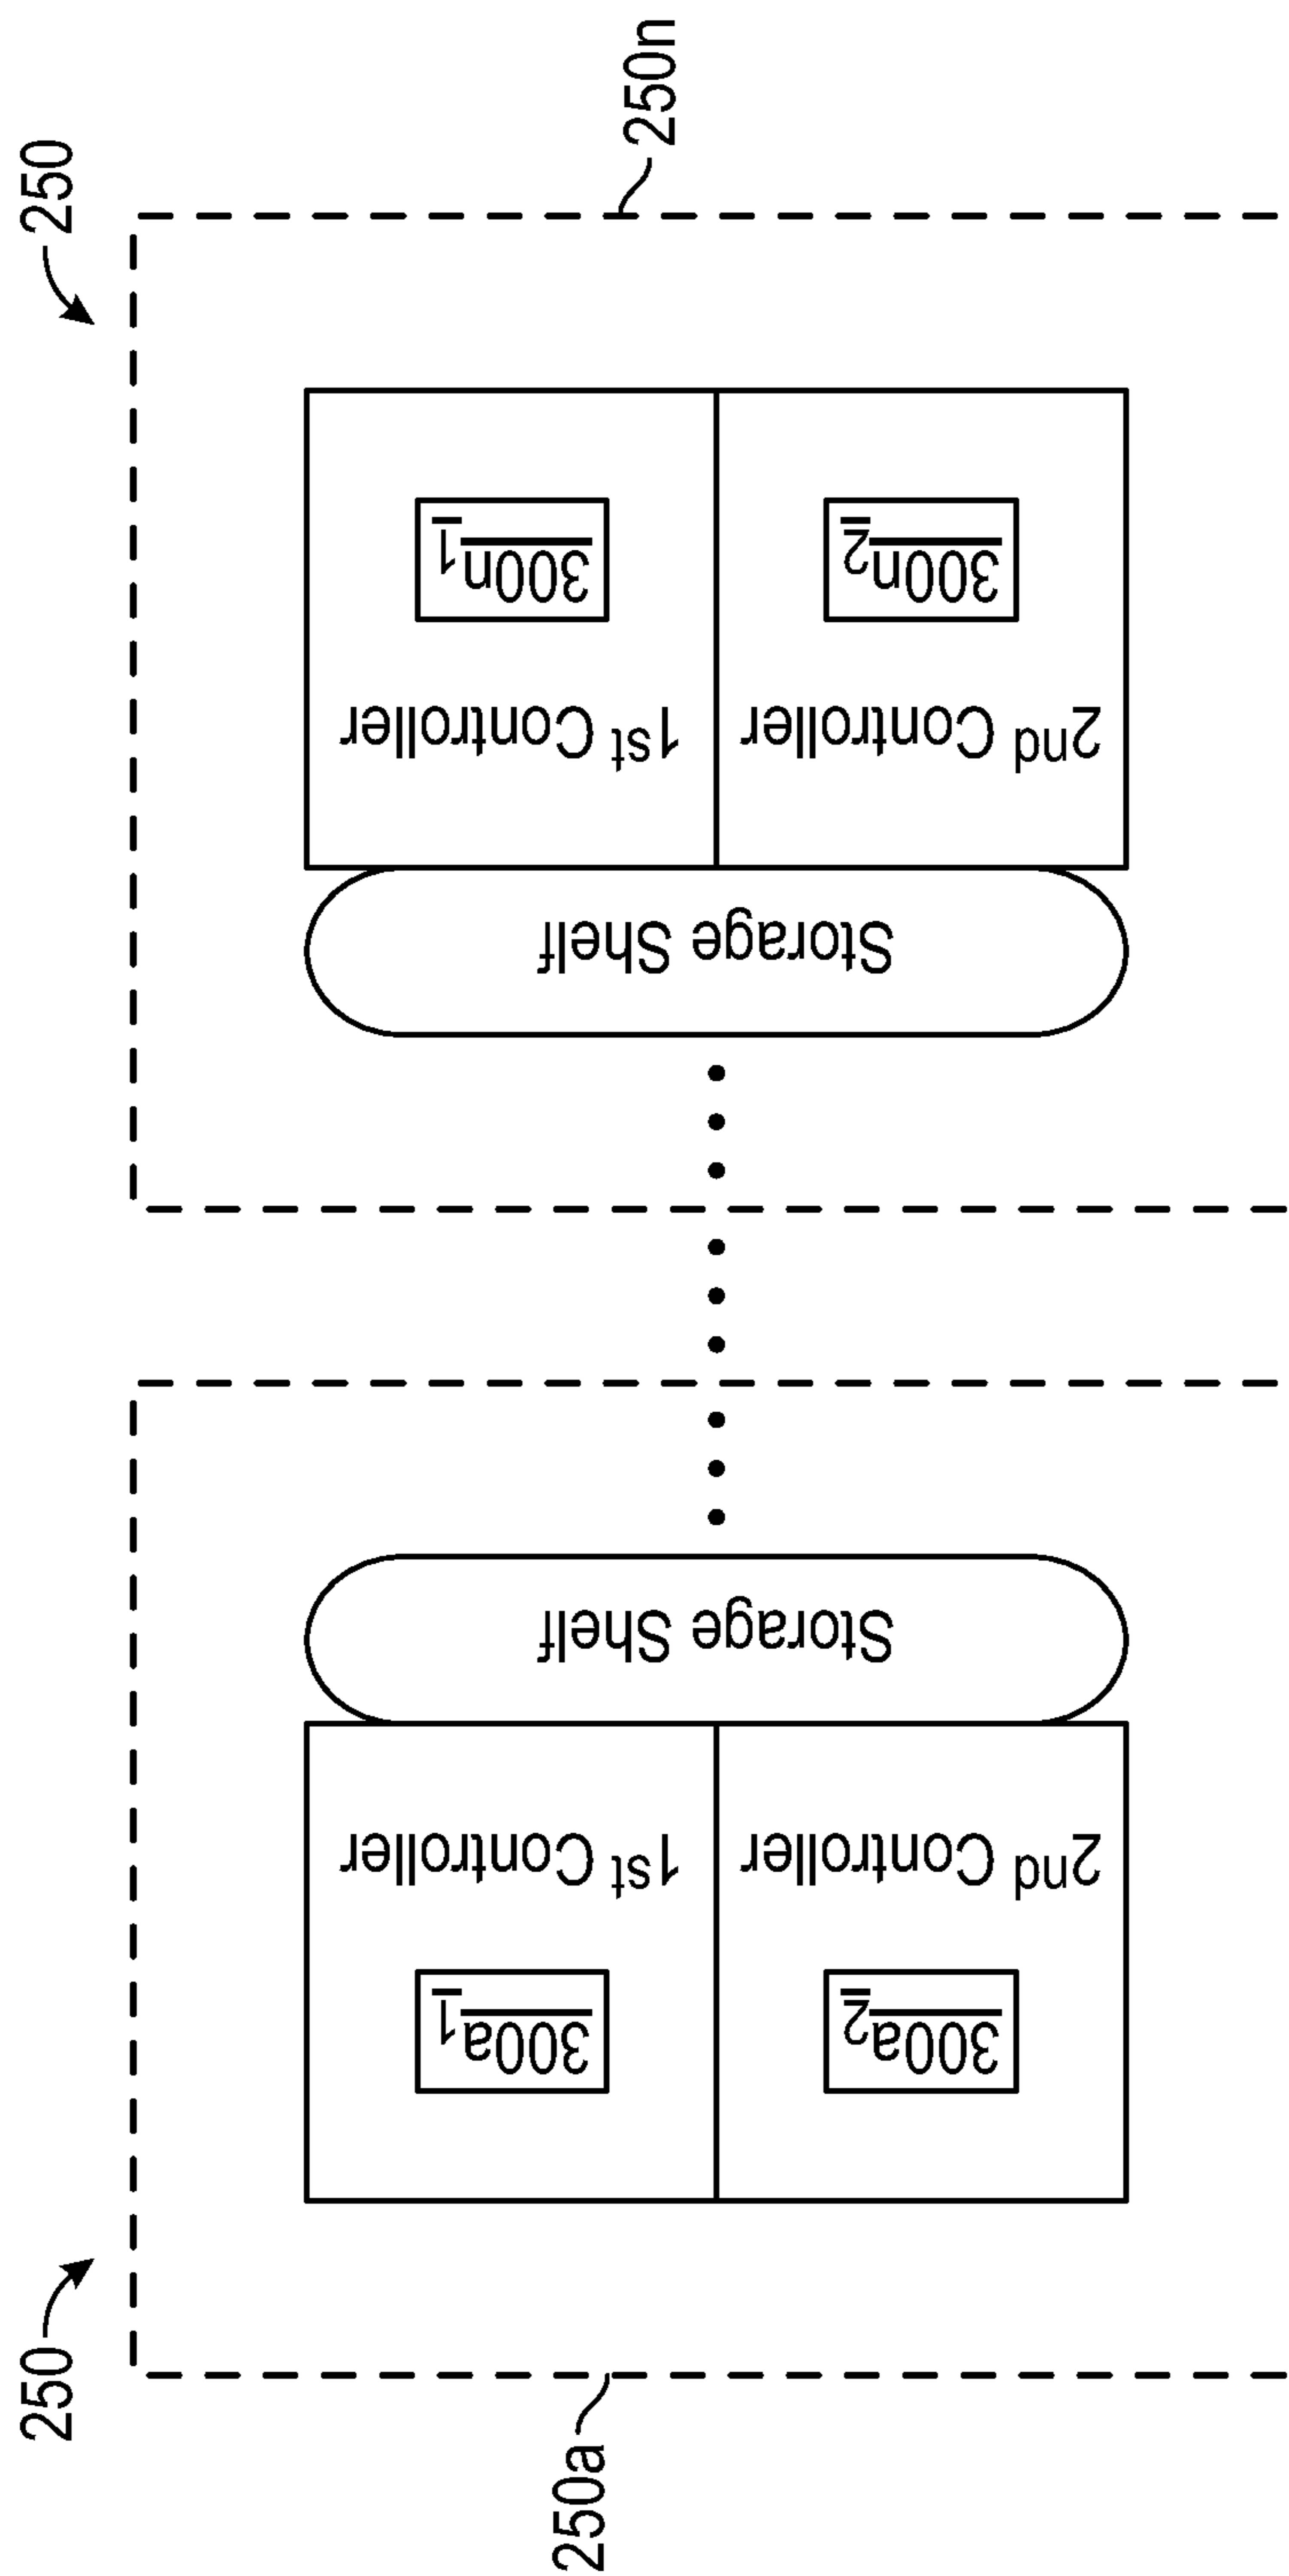 250
250n
1st Controller
300n1
2nd Controller
300n2
Storage Shelf
Storage Shelf
1st Controller
300a1
2nd Controller
300a2
250
250a